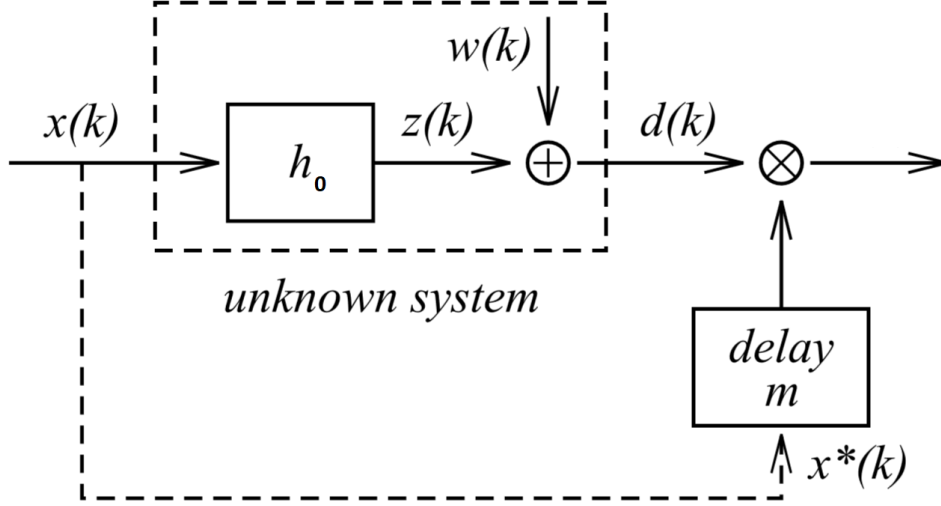 w(k)
x(k)
h₀
z(k)
d(k)
unknown system
delay
m
x*(k)